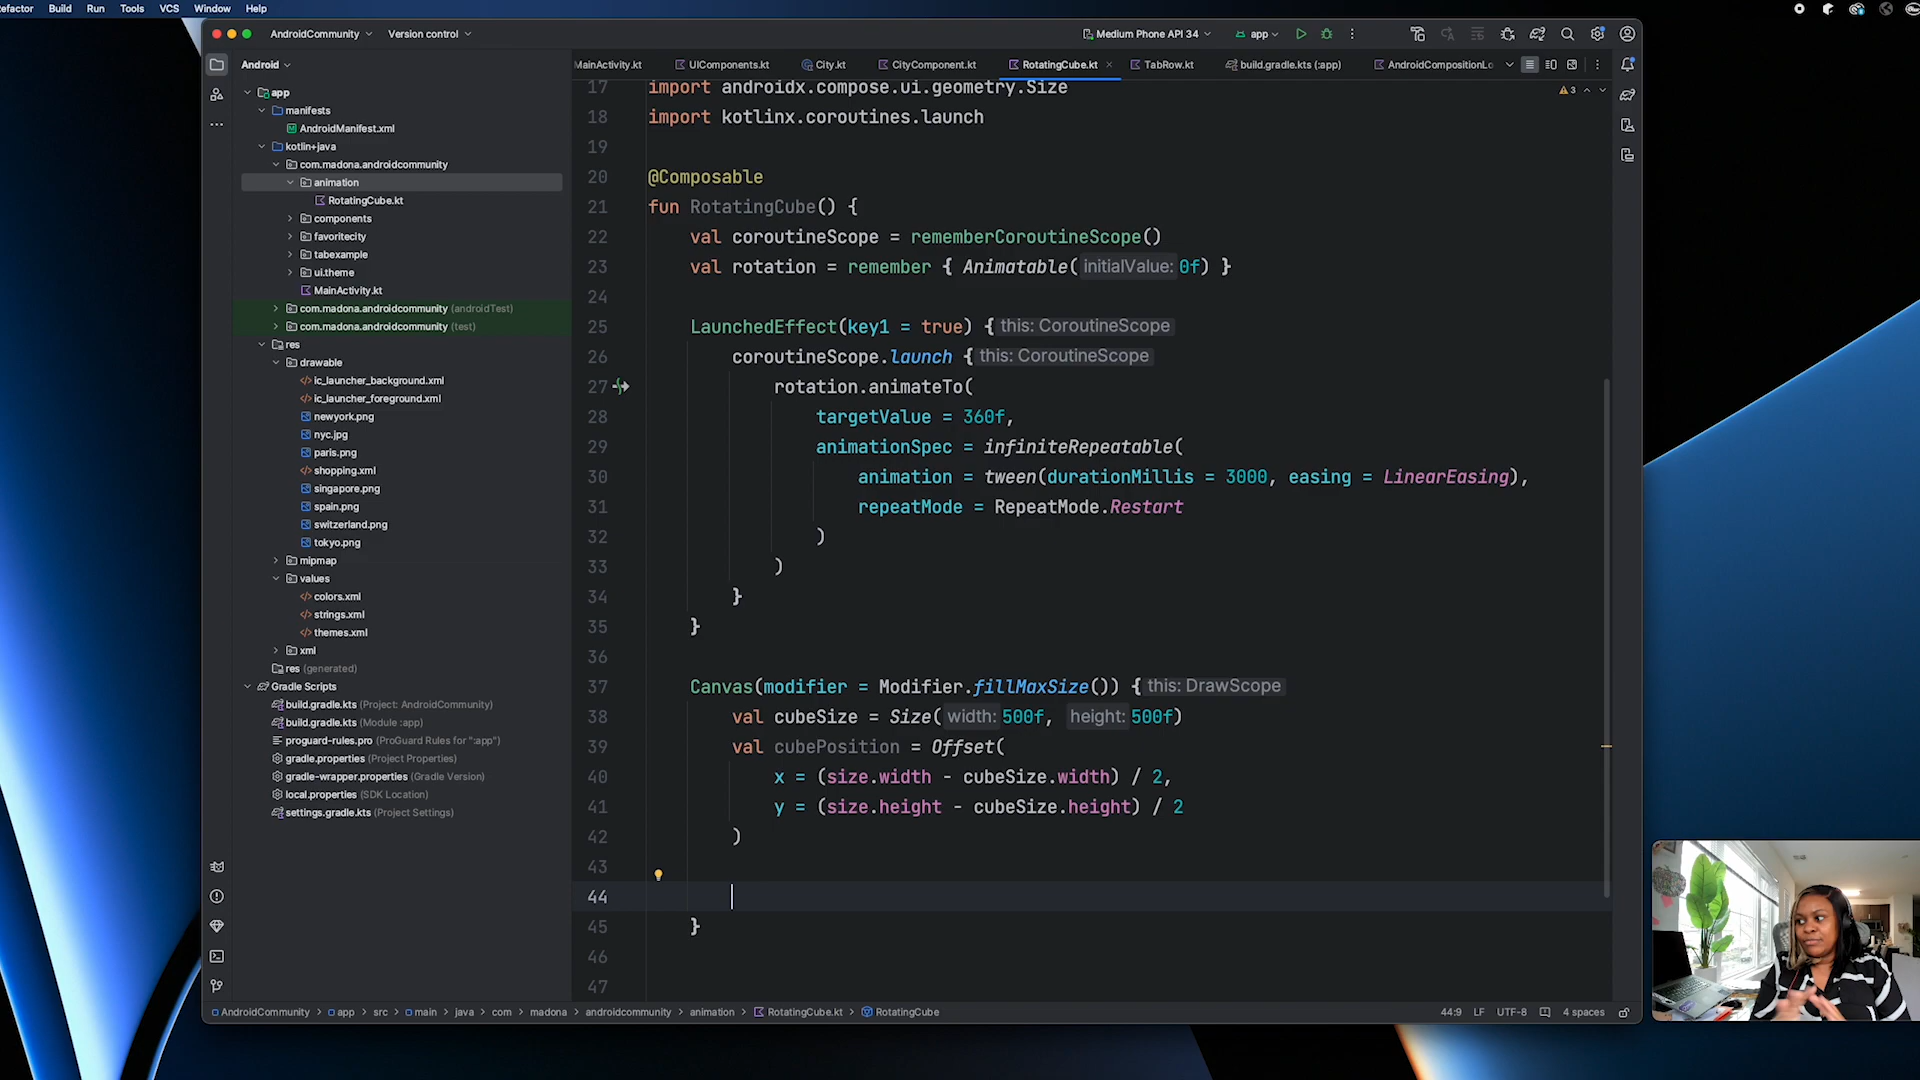 efactor Build Run Tools VCS Window Help
AndroidCommunity Version control Medium Phone API 34 app
Android
MainActivity.kt UIComponents.kt City.kt CityComponent.kt RotatingCube.kt TabRow.kt build.gradle.kts (:app) AndroidCompositionLo
app
manifests
AndroidManifest.xml
kotlin+java
com.madona.androidcommunity
animation
RotatingCube.kt
components
favoritecity
tabexample
ui.theme
MainActivity.kt
com.madona.androidcommunity (androidTest)
com.madona.androidcommunity (test)
res
drawable
ic_launcher_background.xml
ic_launcher_foreground.xml
newyork.png
nyc.jpg
paris.png
shopping.xml
singapore.png
spain.png
switzerland.png
tokyo.png
mipmap
values
colors.xml
strings.xml
themes.xml
xml
res (generated)
Gradle Scripts
build.gradle.kts (Project: AndroidCommunity)
build.gradle.kts (Module :app)
proguard-rules.pro (ProGuard Rules for ":app")
gradle.properties (Project Properties)
gradle-wrapper.properties (Gradle Version)
local.properties (SDK Location)
settings.gradle.kts (Project Settings)
3
17 import androidx.compose.ui.geometry.Size
18 import kotlinx.coroutines.launch
19
20 @Composable
21 fun RotatingCube() {
22 val coroutineScope = rememberCoroutineScope()
23 val rotation = remember { Animatable( initialValue: 0f) }
24
25 LaunchedEffect(key1 = true) { this: CoroutineScope
26 coroutineScope.launch { this: CoroutineScope
27 rotation.animateTo(
28 targetValue = 360f,
29 animationSpec = infiniteRepeatable(
30 animation = tween(durationMillis = 3000, easing = LinearEasing),
31 repeatMode = RepeatMode.Restart
32 )
33 )
34 }
35 }
36
37 Canvas(modifier = Modifier.fillMaxSize()) { this: DrawScope
38 val cubeSize = Size( width: 500f, height: 500f)
39 val cubePosition = Offset(
40 x = (size.width - cubeSize.width) / 2,
41 y = (size.height - cubeSize.height) / 2
42 )
43
44
45 }
46
47
AndroidCommunity > app > src > main > java > com > madona > androidcommunity > animation > RotatingCube.kt > RotatingCube 44:9 LF UTF-8 4 spaces